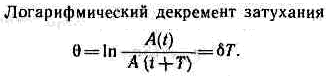 Логарифмический декремент затухания
θ = ln A(t) / A(t+T) = δT.